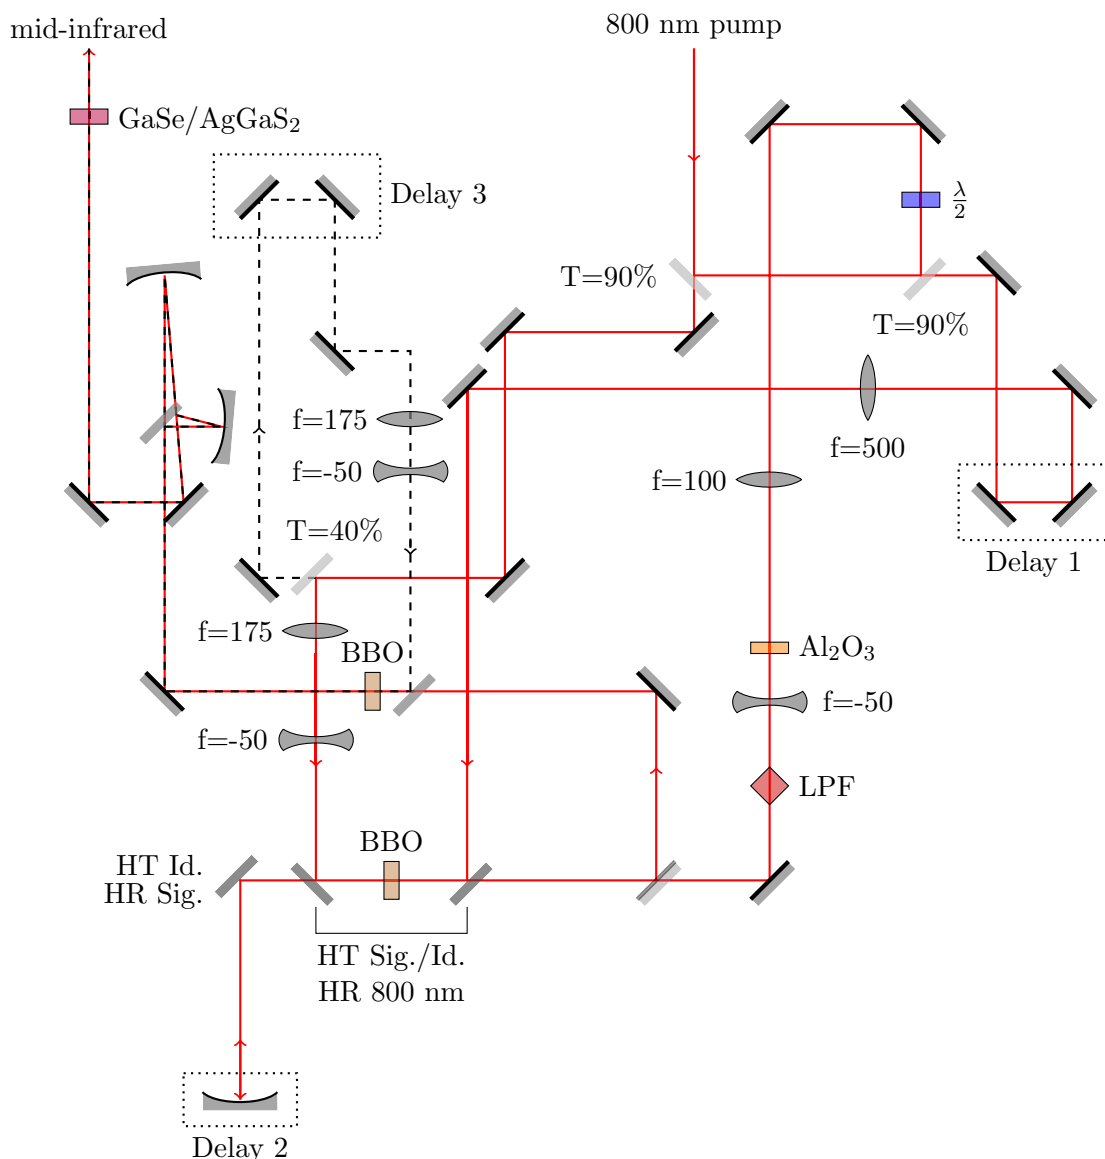 mid-infrared
800 nm pump
GaSe/AgGaS₂
Delay 3
λ/2
T=90%
T=90%
f=175
f=-50
f=500
f=100
T=40%
Delay 1
f=175
BBO
Al₂O₃
f=-50
f=-50
LPF
BBO
HT Id.
HR Sig.
HT Sig./Id.
HR 800 nm
Delay 2